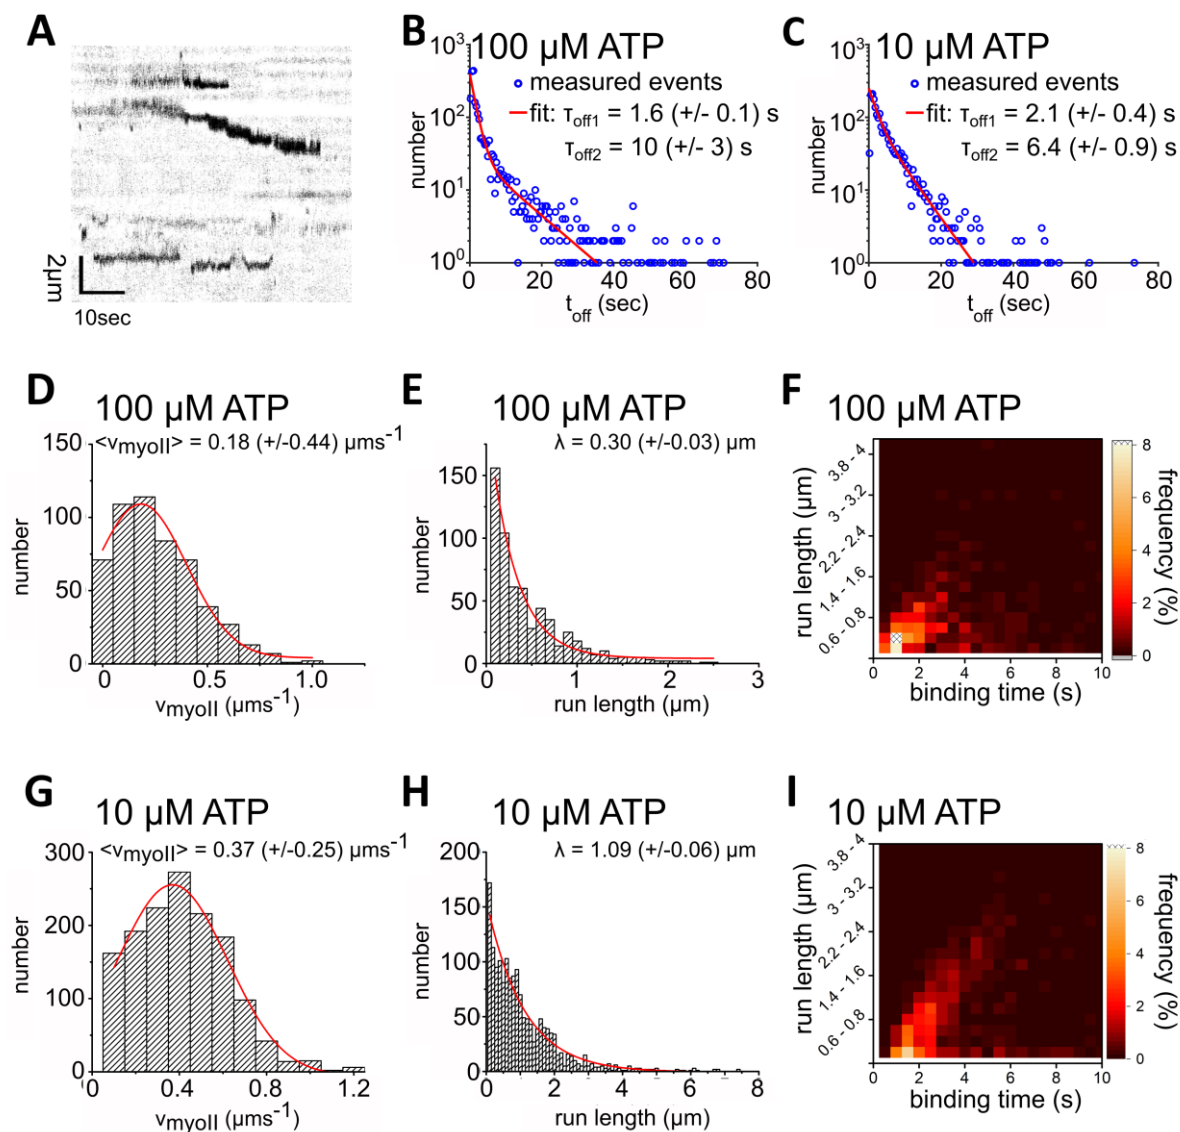 A
2μm
10sec
B
100 μM ATP
measured events
fit: τoff1 = 1.6 (+/- 0.1) s
τoff2 = 10 (+/- 3) s
number
10³
10²
10¹
10⁰
0 20 40 60 80
toff (sec)
C
10 μM ATP
measured events
fit: τoff1 = 2.1 (+/- 0.4) s
τoff2 = 6.4 (+/- 0.9) s
number
10³
10²
10¹
10⁰
0 20 40 60 80
toff (sec)
D
100 μM ATP
<vmyoII> = 0.18 (+/-0.44) μms⁻¹
number
150
100
50
0
0 0.5 1.0
vmyoII (μms⁻¹)
E
100 μM ATP
λ = 0.30 (+/-0.03) μm
number
150
100
50
0
0 1 2 3
run length (μm)
F
100 μM ATP
run length (μm)
3.8 - 4
3 - 3.2
2.2 - 2.4
1.4 - 1.6
0.6 - 0.8
0 2 4 6 8 10
binding time (s)
8
6
4
2
0
frequency (%)
G
10 μM ATP
<vmyoII> = 0.37 (+/-0.25) μms⁻¹
number
300
200
100
0
0 0.4 0.8 1.2
vmyoII (μms⁻¹)
H
10 μM ATP
λ = 1.09 (+/-0.06) μm
number
200
150
100
50
0
0 2 4 6 8
run length (μm)
I
10 μM ATP
run length (μm)
3.8 - 4
3 - 3.2
2.2 - 2.4
1.4 - 1.6
0.6 - 0.8
0 2 4 6 8 10
binding time (s)
8
6
4
2
0
frequency (%)